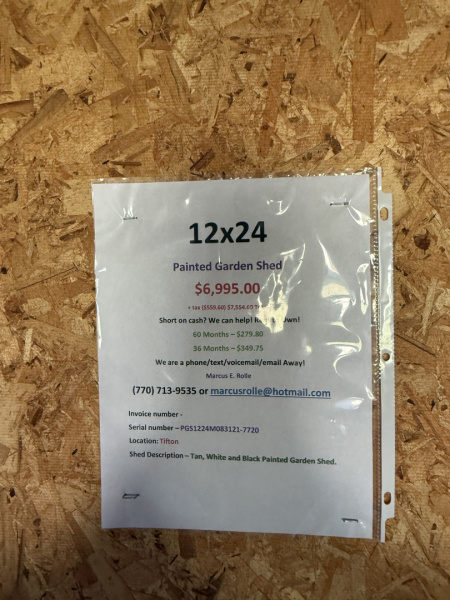 12x24
Painted Garden Shed
$6,995.00
+ tax ($559.60) $7,554.60
Short on cash? We can help! Own!
60 Months – $279.80
36 Months – $349.75
We are a phone/text/voicemail/email Away!
Marcus E. Rolle
(770) 713-9535 or marcusrolle@hotmail.com
Invoice number -
Serial number – PGS1224M083121-7720
Location: Tifton
Shed Description – Tan, White and Black Painted Garden Shed.